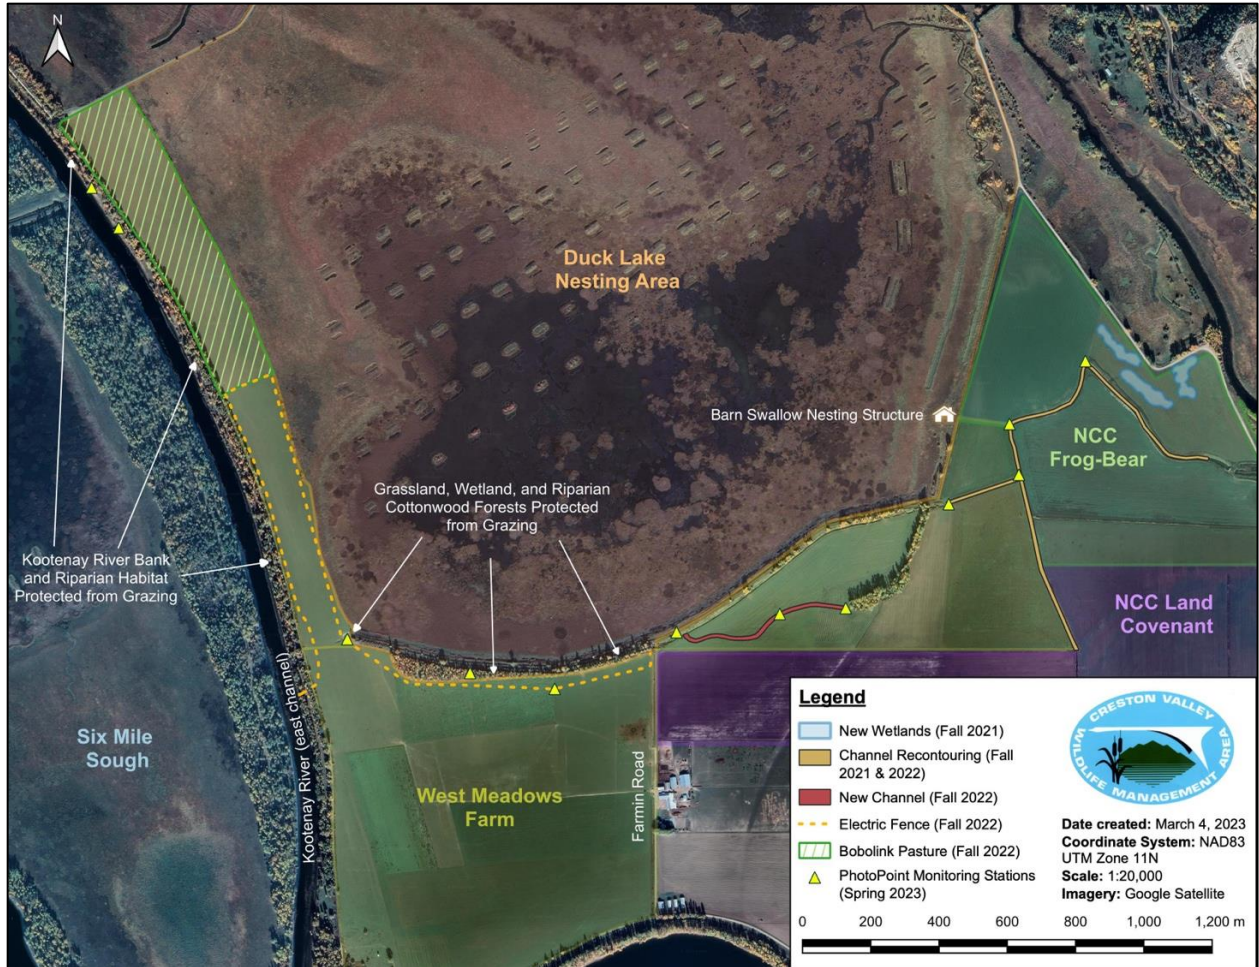 N
Duck Lake
Nesting Area
Barn Swallow Nesting Structure
NCC
Frog-Bear
Grassland, Wetland, and Riparian
Cottonwood Forests Protected
from Grazing
Kootenay River Bank
and Riparian Habitat
Protected from Grazing
NCC Land
Covenant
Six Mile
Sough
Kootenay River (east channel)
West Meadows
Farm
Farmin Road
Legend
New Wetlands (Fall 2021)
Channel Recontouring (Fall
2021 & 2022)
New Channel (Fall 2022)
Electric Fence (Fall 2022)
Bobolink Pasture (Fall 2022)
PhotoPoint Monitoring Stations
(Spring 2023)
CRESTON VALLEY
WILDLIFE MANAGEMENT AREA
Date created: March 4, 2023
Coordinate System: NAD83
UTM Zone 11N
Scale: 1:20,000
Imagery: Google Satellite
0 200 400 600 800 1,000 1,200 m